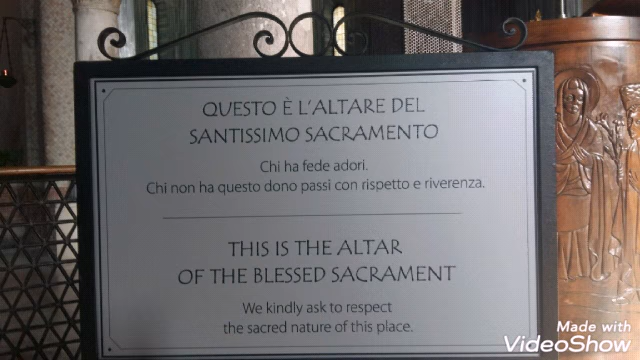 QUESTO È L'ALTARE DEL
SANTISSIMO SACRAMENTO
Chi ha fede adori.
Chi non ha questo dono passi con rispetto e riverenza.
THIS IS THE ALTAR
OF THE BLESSED SACRAMENT
We kindly ask to respect
the sacred nature of this place.
Made with
VideoShow